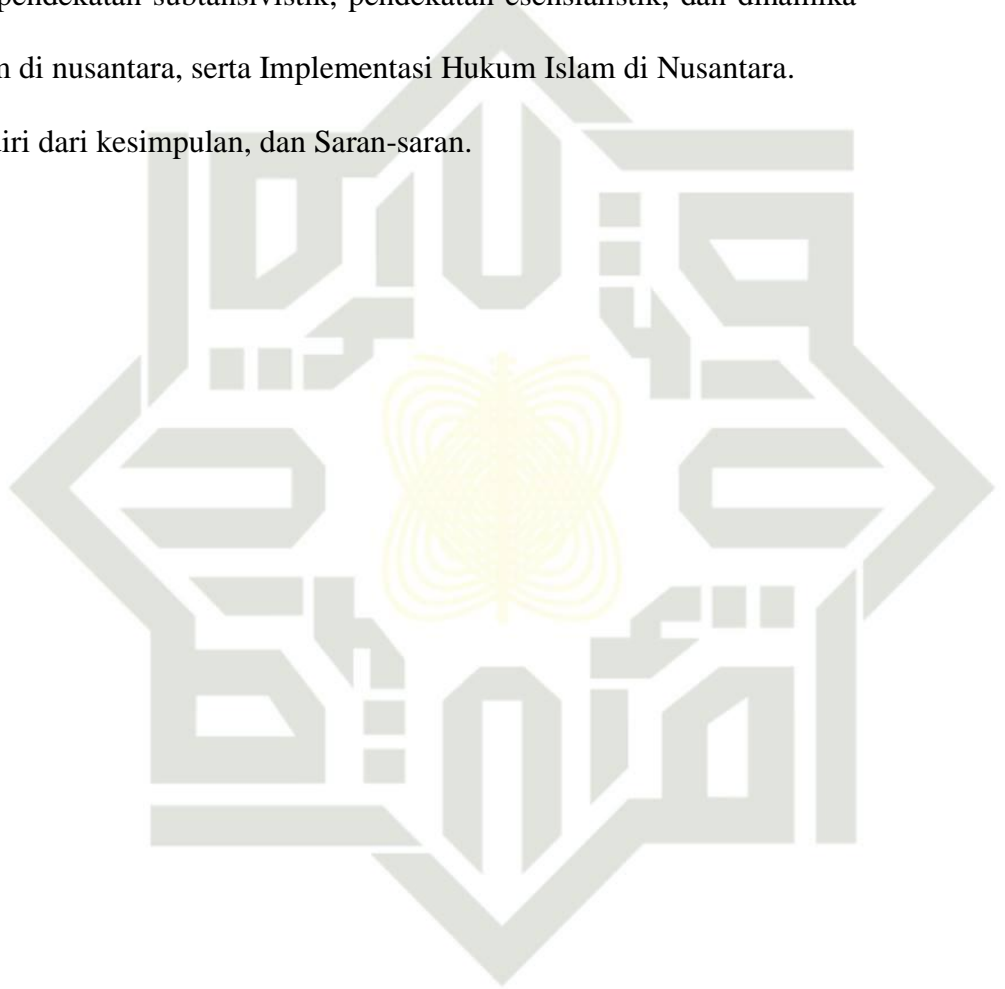 pendekatan subtansivistik, pendekatan esensialistik, dan dinamika
di nusantara, serta Implementasi Hukum Islam di Nusantara.
dari kesimpulan, dan Saran-saran.